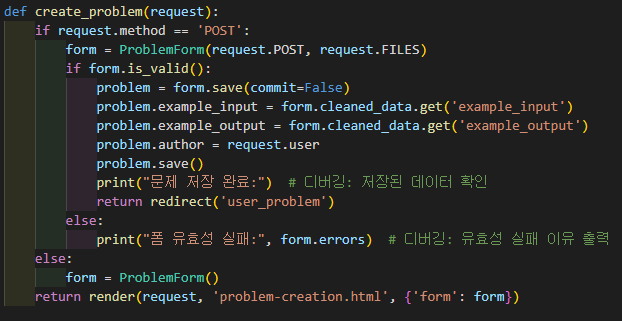 def create_problem(request):
    if request.method == 'POST':
        form = ProblemForm(request.POST, request.FILES)
        if form.is_valid():
            problem = form.save(commit=False)
            problem.example_input = form.cleaned_data.get('example_input')
            problem.example_output = form.cleaned_data.get('example_output')
            problem.author = request.user
            problem.save()
            print("문제 저장 완료:")  # 디버깅: 저장된 데이터 확인
            return redirect('user_problem')
        else:
            print("폼 유효성 실패:", form.errors)  # 디버깅: 유효성 실패 이유 출력
    else:
        form = ProblemForm()
    return render(request, 'problem-creation.html', {'form': form})